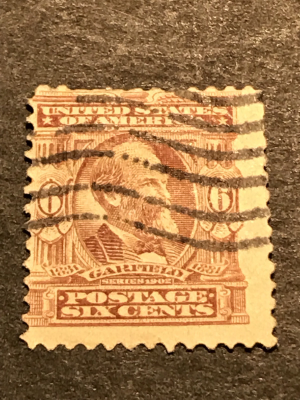 UNITED STATES
OF AMERICA
6 6
1831 GARFIELD 1881
SERIES 1902
POSTAGE
SIX CENTS